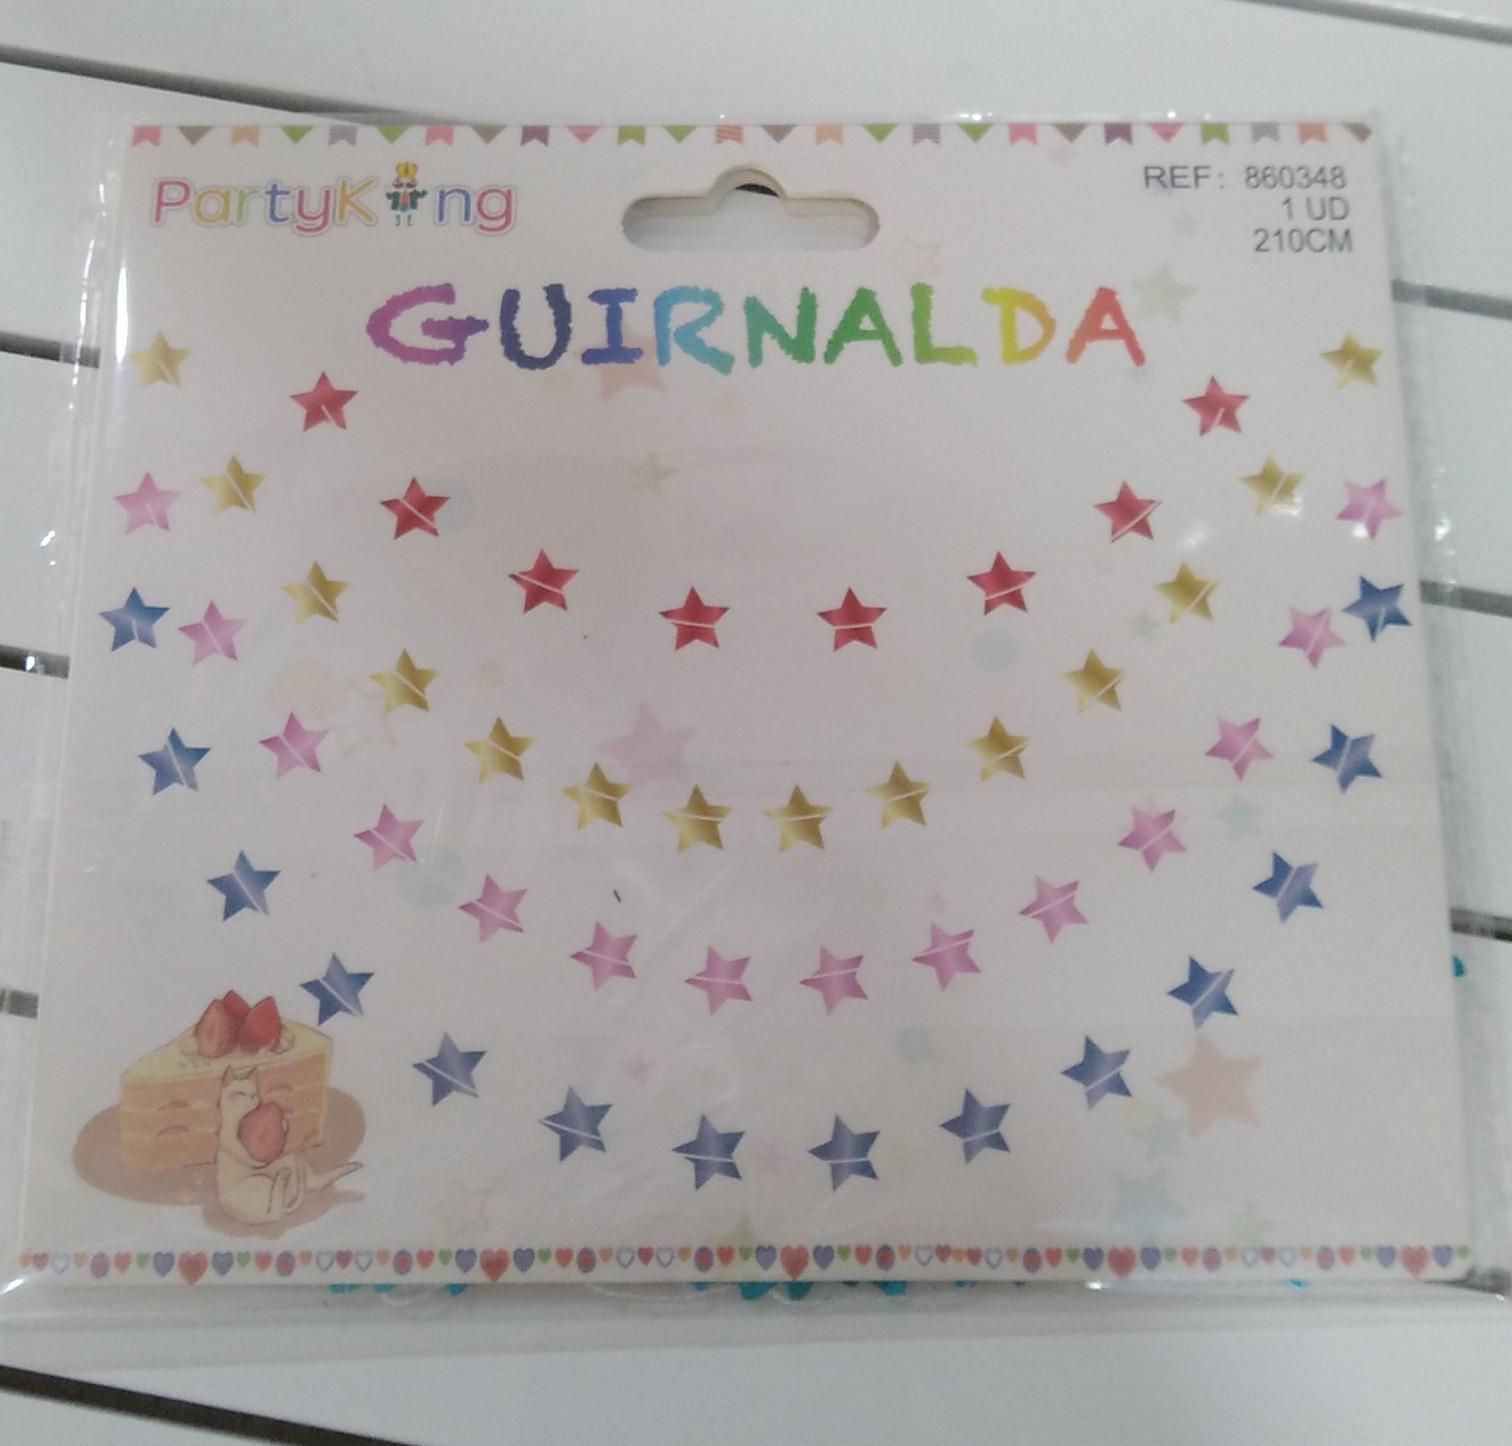 PartyKing
REF: 860348
1 UD
210CM
GUIRNALDA